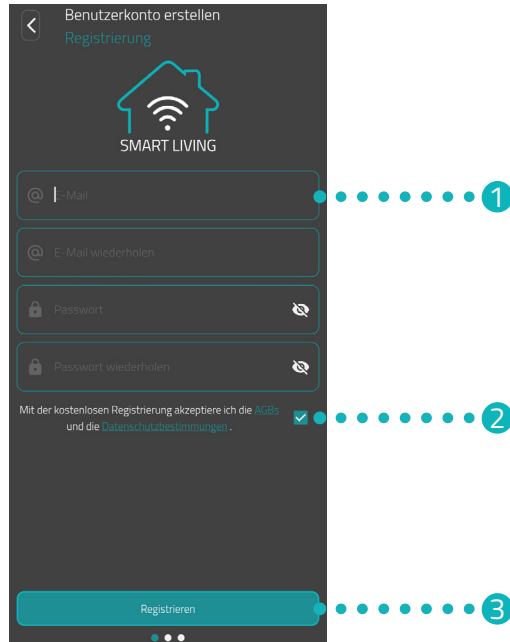 Benutzerkonto erstellen
Registrierung
SMART LIVING
E-Mail
1
E-Mail wiederholen
Passwort
Passwort wiederholen
Mit der kostenlosen Registrierung akzeptiere ich die AGBs
und die Datenschutzbestimmungen .
2
Registrieren
3